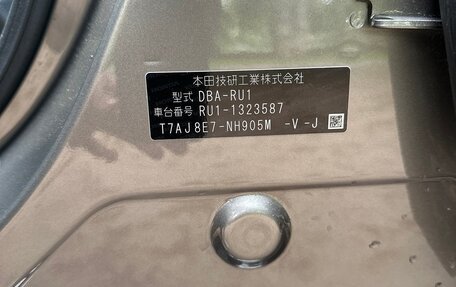 本田技研工業株式会社
型式 DBA-RU1
車台番号 RU1-1323587
T7AJ8E7-NH905M -V -J